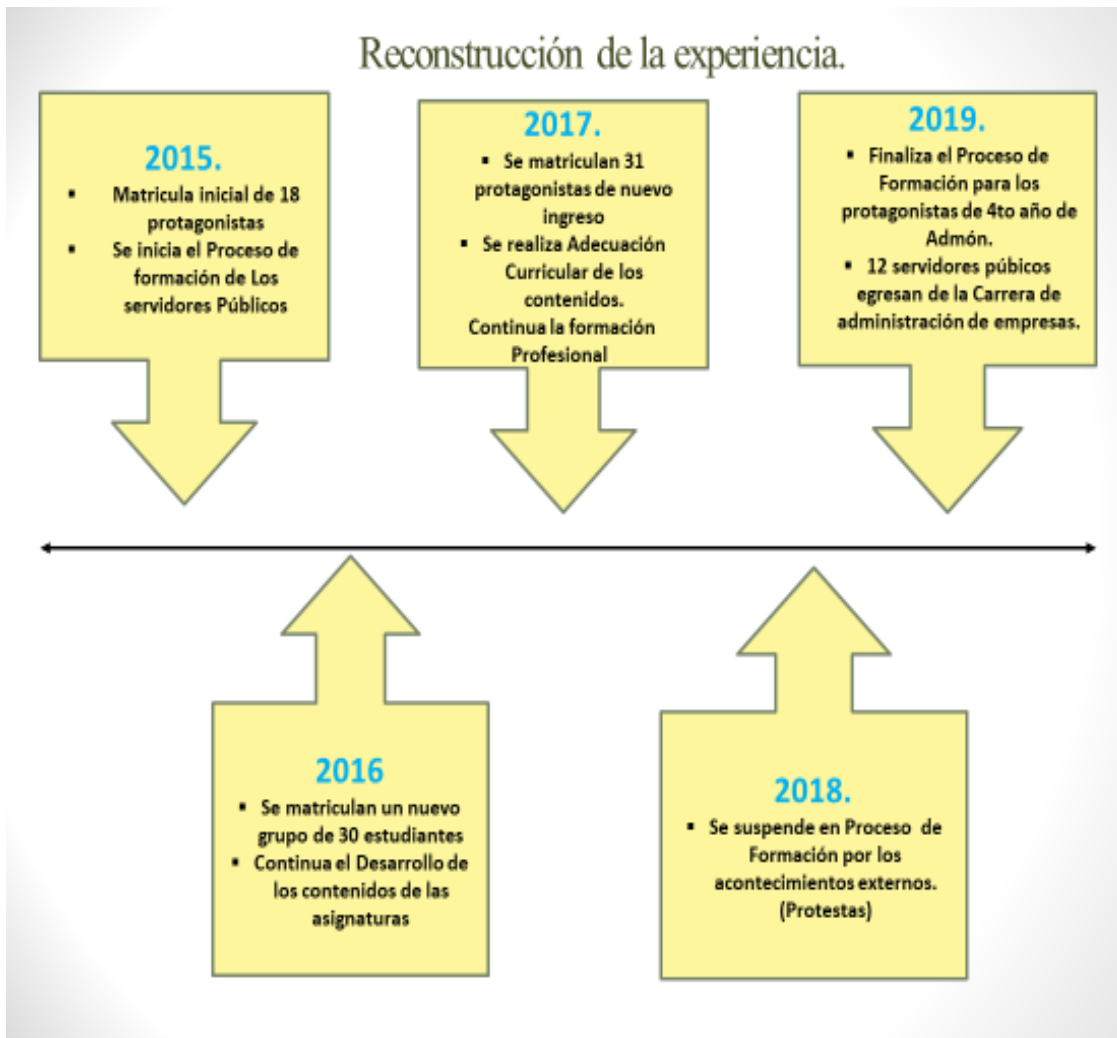 Reconstrucción de la experiencia.
2015.
▪ Matricula inicial de 18
protagonistas
▪ Se inicia el Proceso de
formación de Los
servidores Públicos
2017.
▪ Se matriculan 31
protagonistas de nuevo
ingreso
▪ Se realiza Adecuación
Curricular de los
contenidos.
Continua la formación
Profesional
2019.
▪ Finaliza el Proceso de
Formación para los
protagonistas de 4to año de
Admón.
▪ 12 servidores púbicos
egresan de la Carrera de
administración de empresas.
2016
▪ Se matriculan un nuevo
grupo de 30 estudiantes
▪ Continua el Desarrollo de
los contenidos de las
asignaturas
2018.
▪ Se suspende en Proceso de
Formación por los
acontecimientos externos.
(Protestas)